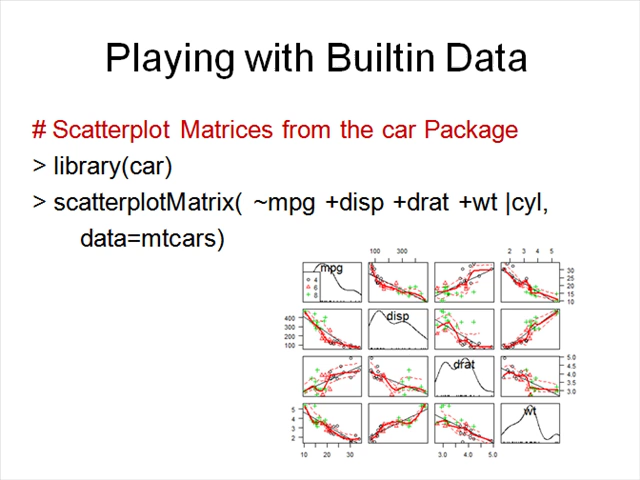 Playing with Builtin Data
# Scatterplot Matrices from the car Package
> library(car)
> scatterplotMatrix( ~mpg +disp +drat +wt |cyl,
data=mtcars)
100 300
2 3 4 5
mpg
4
6
8
30
25
20
15
10
disp
400
300
200
100
drat
5.0
4.5
4.0
3.5
3.0
wt
5
4
3
2
10 20 30
3.0 4.0 5.0